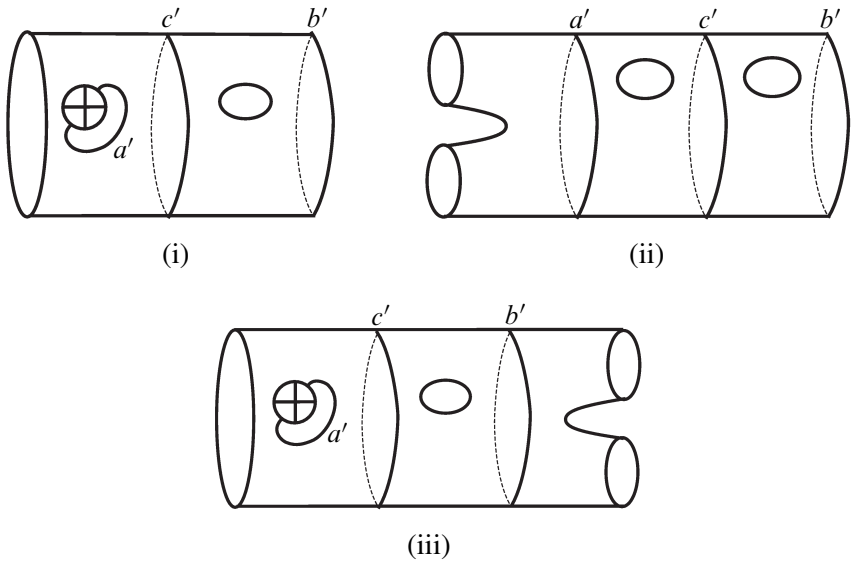 c′ b′ a′ c′ b′
a′
(i) (ii)
c′ b′
a′
(iii)